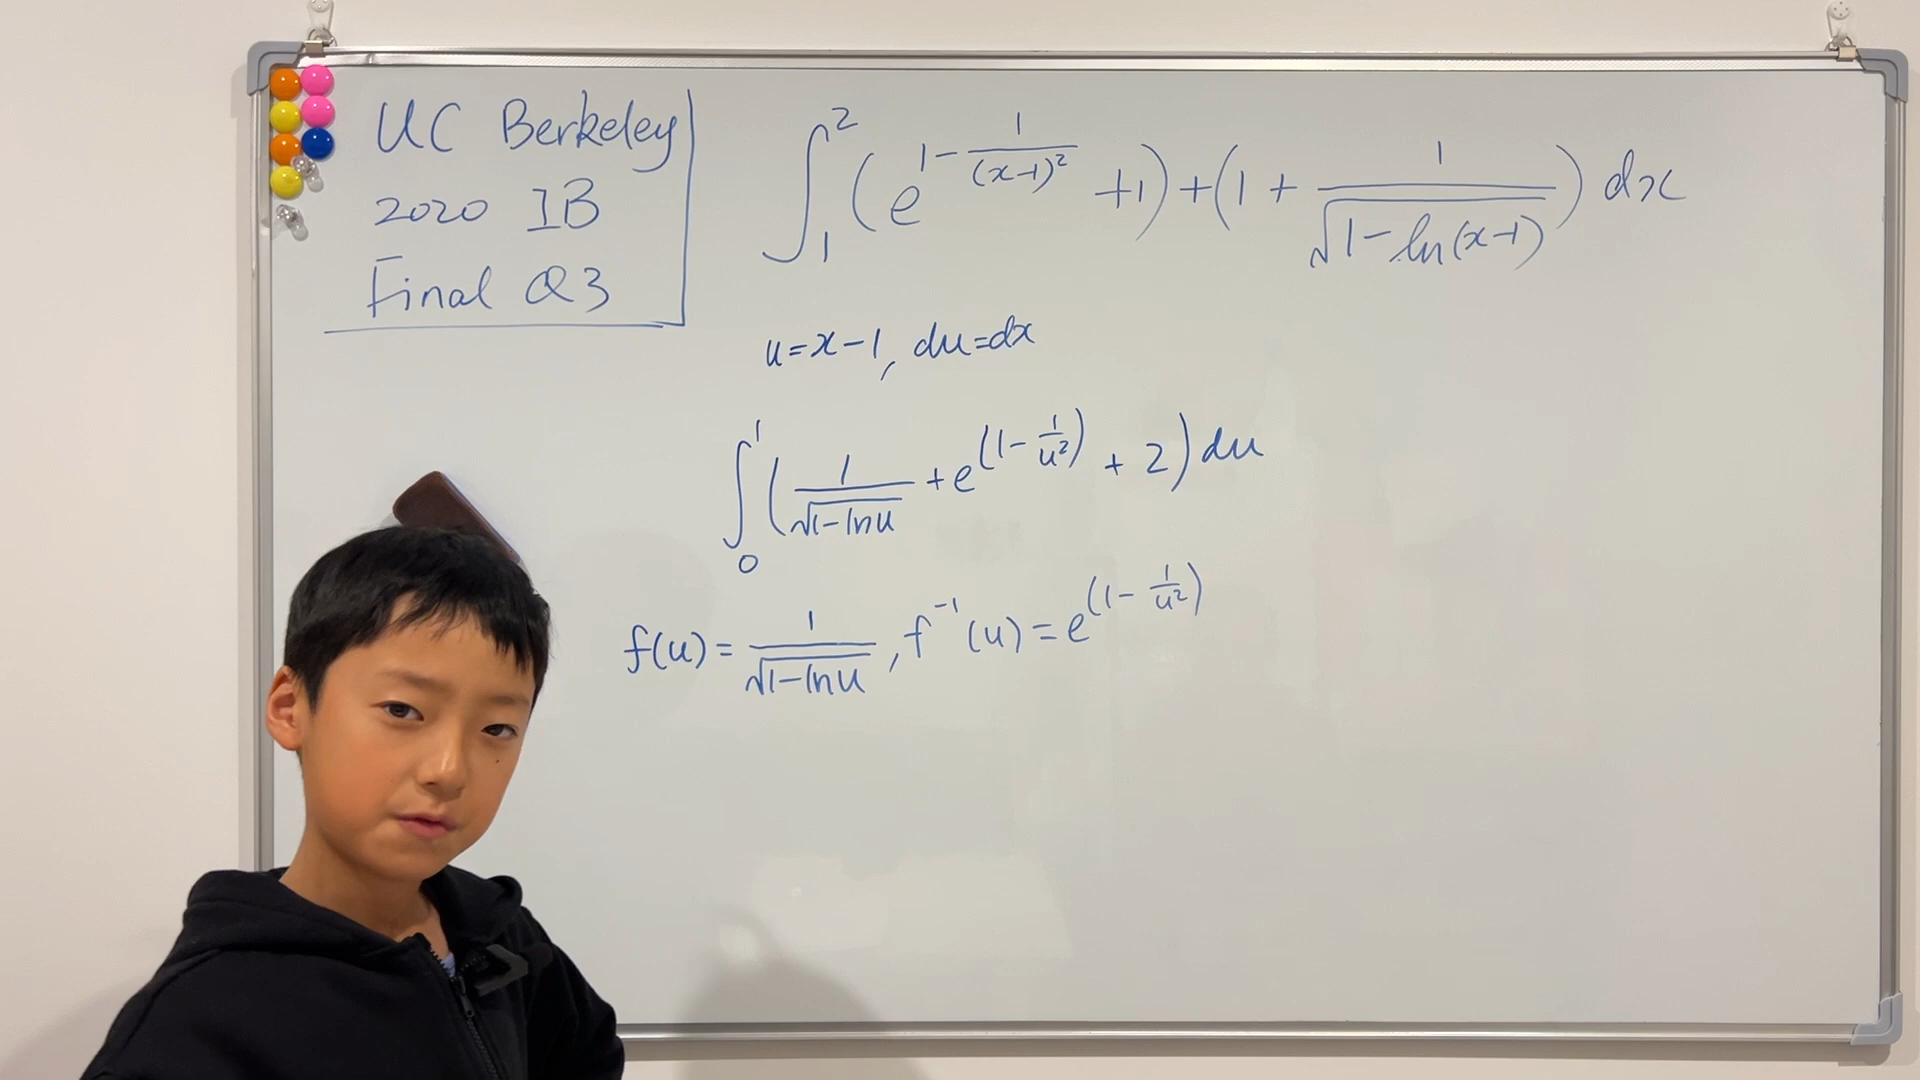 UC Berkeley
2020 IB
Final Q3
∫₁² (e^(1 - 1/(x-1)²) + 1) + (1 + 1/√(1-ln(x-1))) dx
u=x-1, du=dx
∫₀¹ (1/√(1-ln u) + e^(1-1/u²) + 2) du
f(u) = 1/√(1-ln u), f⁻¹(u) = e^(1-1/u²)